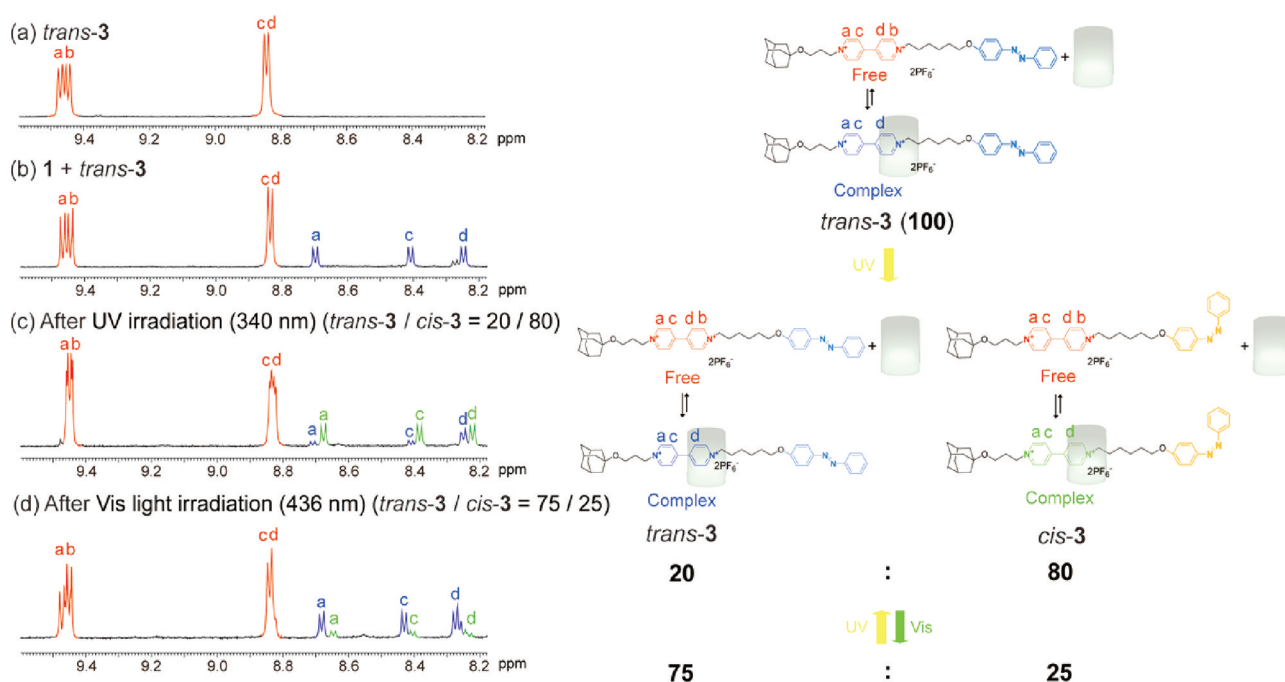 (a) trans-3
a b
c d
9.4 9.2 9.0 8.8 8.6 8.4 8.2 ppm
(b) 1 + trans-3
a b
c d
a
c
d
9.4 9.2 9.0 8.8 8.6 8.4 8.2 ppm
(c) After UV irradiation (340 nm) (trans-3 / cis-3 = 20 / 80)
a b
c d
a a
c c
d d
9.4 9.2 9.0 8.8 8.6 8.4 8.2 ppm
(d) After Vis light irradiation (436 nm) (trans-3 / cis-3 = 75 / 25)
a b
c d
a a
c c
d d
9.4 9.2 9.0 8.8 8.6 8.4 8.2 ppm
a c d b
O N+ N+ O N N +
Free 2PF6-
a c d
O N+ N+ O N N
2PF6-
Complex
trans-3 (100)
UV
a c d b
O N+ N+ O N N +
2PF6-
Free
a c d
O N+ N+ O N N
2PF6-
Complex
trans-3
a c d b
O N+ N+ O N N +
2PF6-
Free
a c d
O N+ N+ O N N
2PF6-
Complex
cis-3
20 : 80
UV Vis
75 : 25